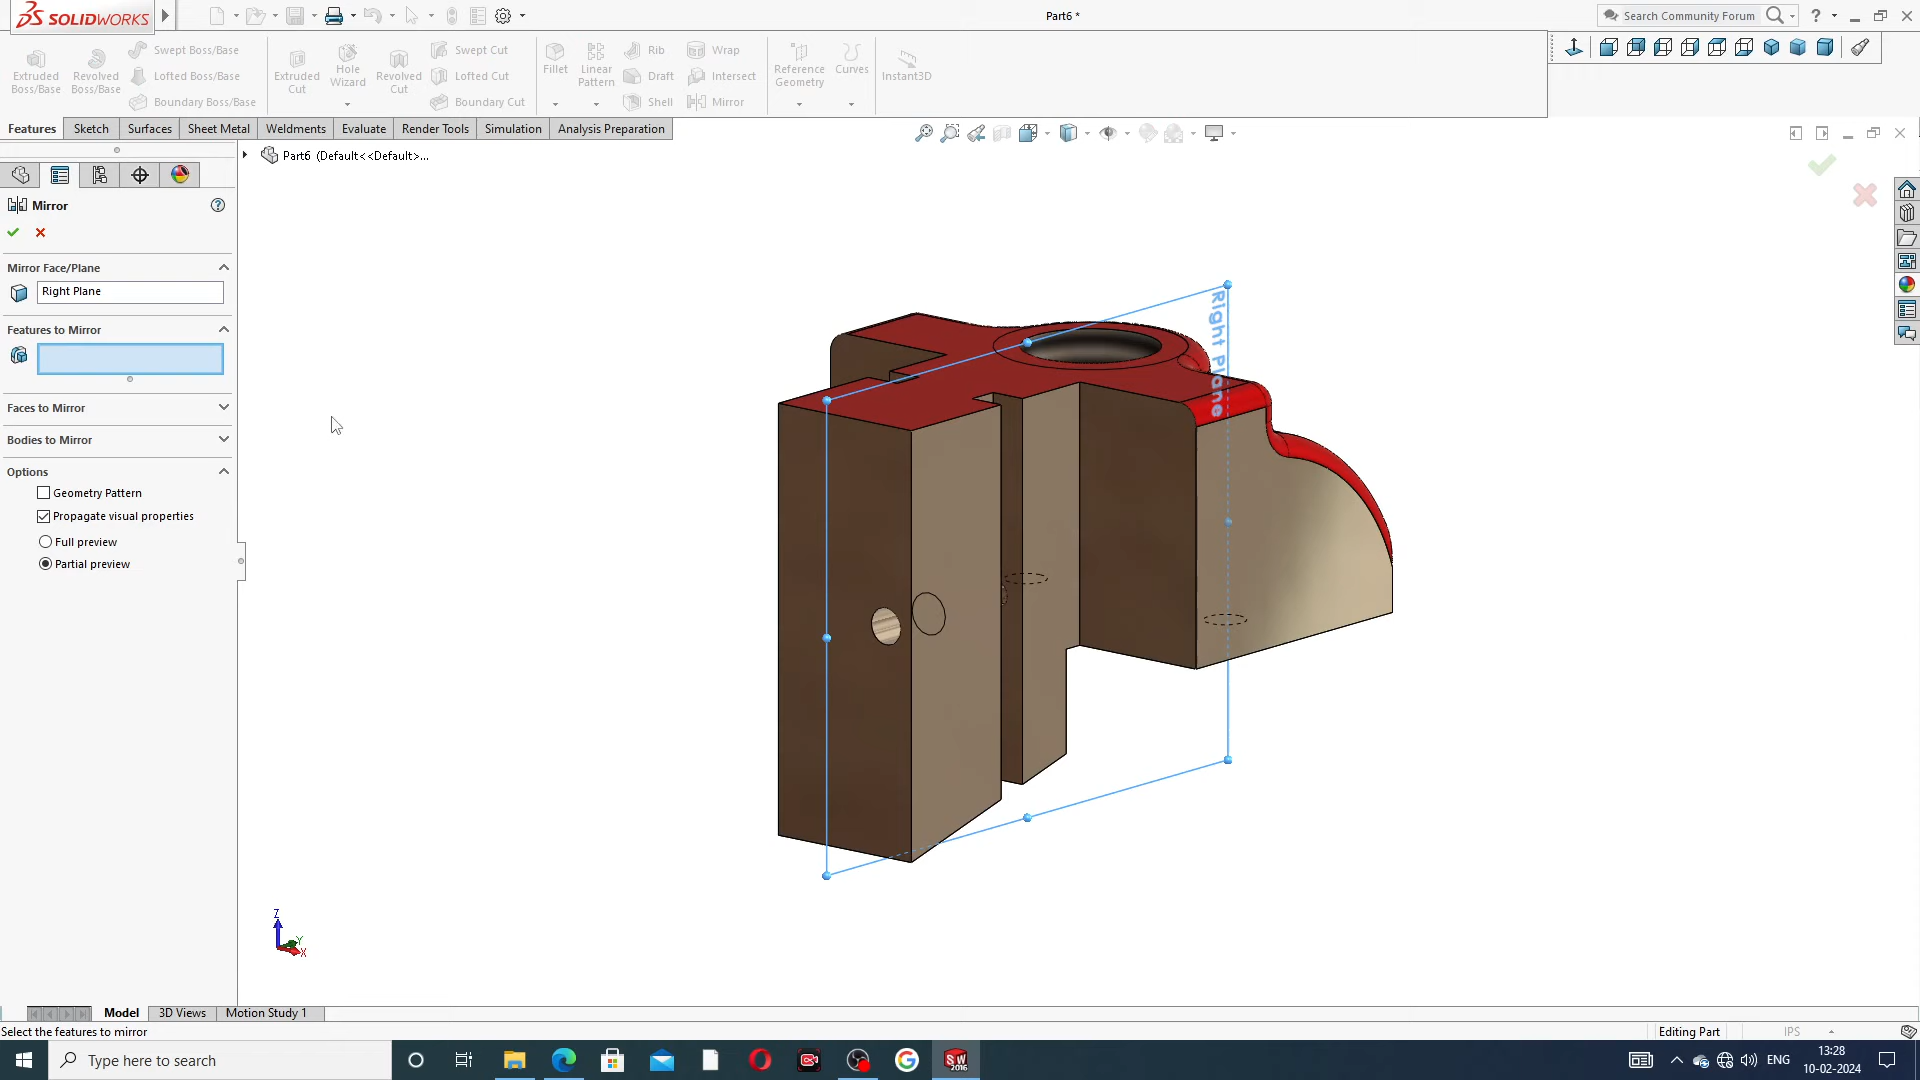 SOLIDWORKS
Part6 *
Search Community Forum
?
Extruded Boss/Base
Revolved Boss/Base
Swept Boss/Base
Lofted Boss/Base
Boundary Boss/Base
Extruded Cut
Hole Wizard
Revolved Cut
Swept Cut
Lofted Cut
Boundary Cut
Fillet
Linear Pattern
Rib
Draft
Shell
Wrap
Intersect
Mirror
Reference Geometry
Curves
Instant3D
Features
Sketch
Surfaces
Sheet Metal
Weldments
Evaluate
Render Tools
Simulation
Analysis Preparation
Part6 (Default<<Default>...
Mirror
Mirror Face/Plane
Right Plane
Features to Mirror
Faces to Mirror
Bodies to Mirror
Options
Geometry Pattern
Propagate visual properties
Full preview
Partial preview
Right Plane
Z
Y
X
Model
3D Views
Motion Study 1
Select the features to mirror
Editing Part
IPS
Type here to search
SW
2016
ENG
13:28
10-02-2024